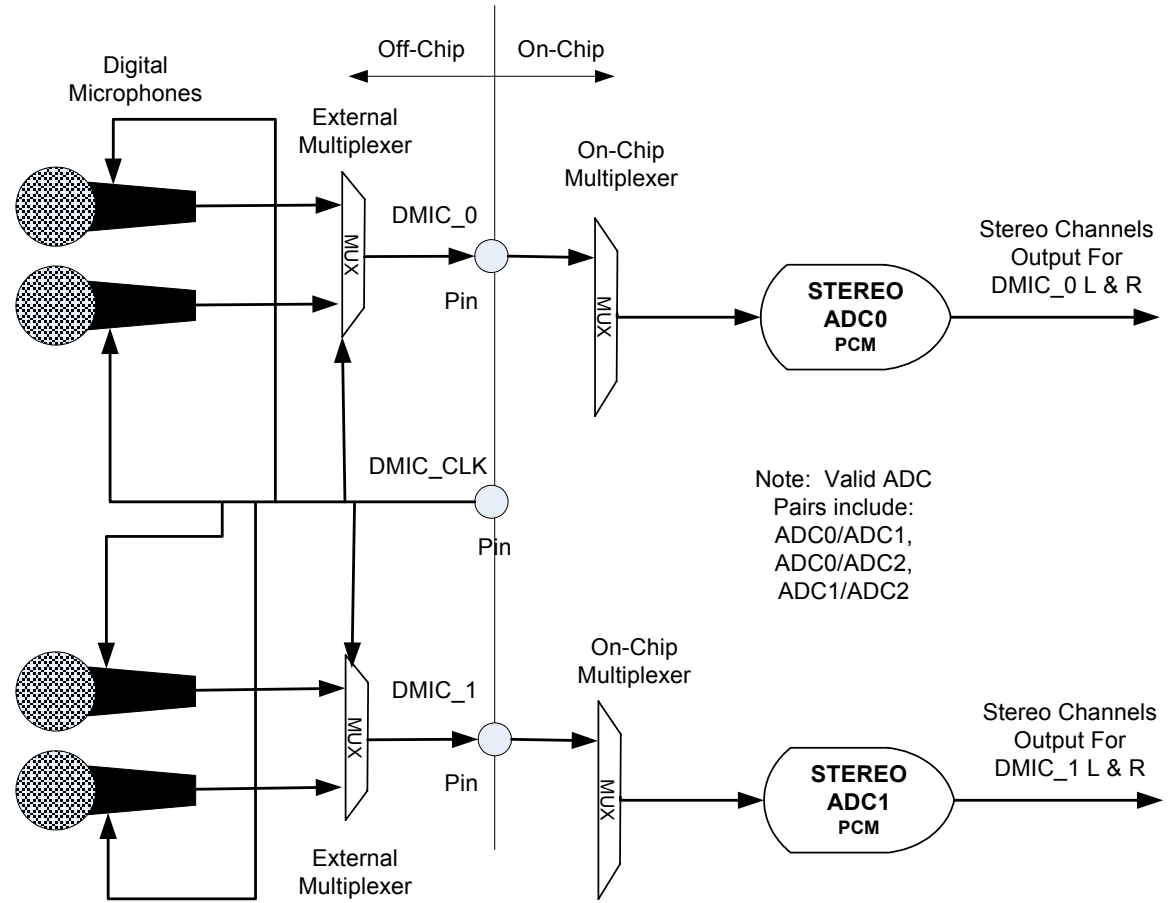 Off-Chip
On-Chip
Digital
Microphones
External
Multiplexer
On-Chip
Multiplexer
DMIC_0
MUX
Pin
MUX
STEREO
ADC0
PCM
Stereo Channels
Output For
DMIC_0 L & R
DMIC_CLK
Pin
Note: Valid ADC
Pairs include:
ADC0/ADC1,
ADC0/ADC2,
ADC1/ADC2
On-Chip
Multiplexer
DMIC_1
MUX
Pin
MUX
STEREO
ADC1
PCM
Stereo Channels
Output For
DMIC_1 L & R
External
Multiplexer